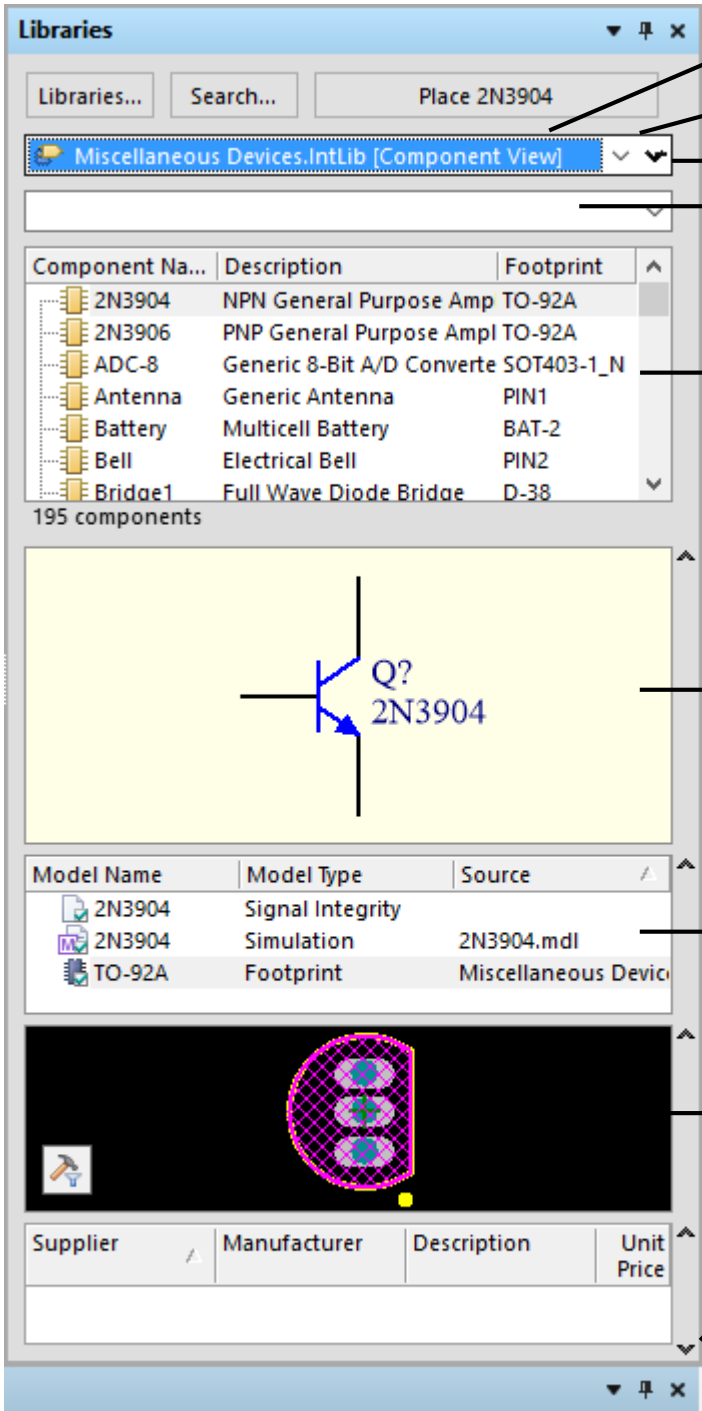 Libraries
Libraries... Search... Place 2N3904
Miscellaneous Devices.IntLib [Component View]
Component Na... Description Footprint
2N3904 NPN General Purpose Amp TO-92A
2N3906 PNP General Purpose Ampl TO-92A
ADC-8 Generic 8-Bit A/D Converte SOT403-1_N
Antenna Generic Antenna PIN1
Battery Multicell Battery BAT-2
Bell Electrical Bell PIN2
Bridge1 Full Wave Diode Bridge D-38
195 components
Q?
2N3904
Model Name Model Type Source
2N3904 Signal Integrity
2N3904 Simulation 2N3904.mdl
TO-92A Footprint Miscellaneous Device
Supplier Manufacturer Description Unit Price